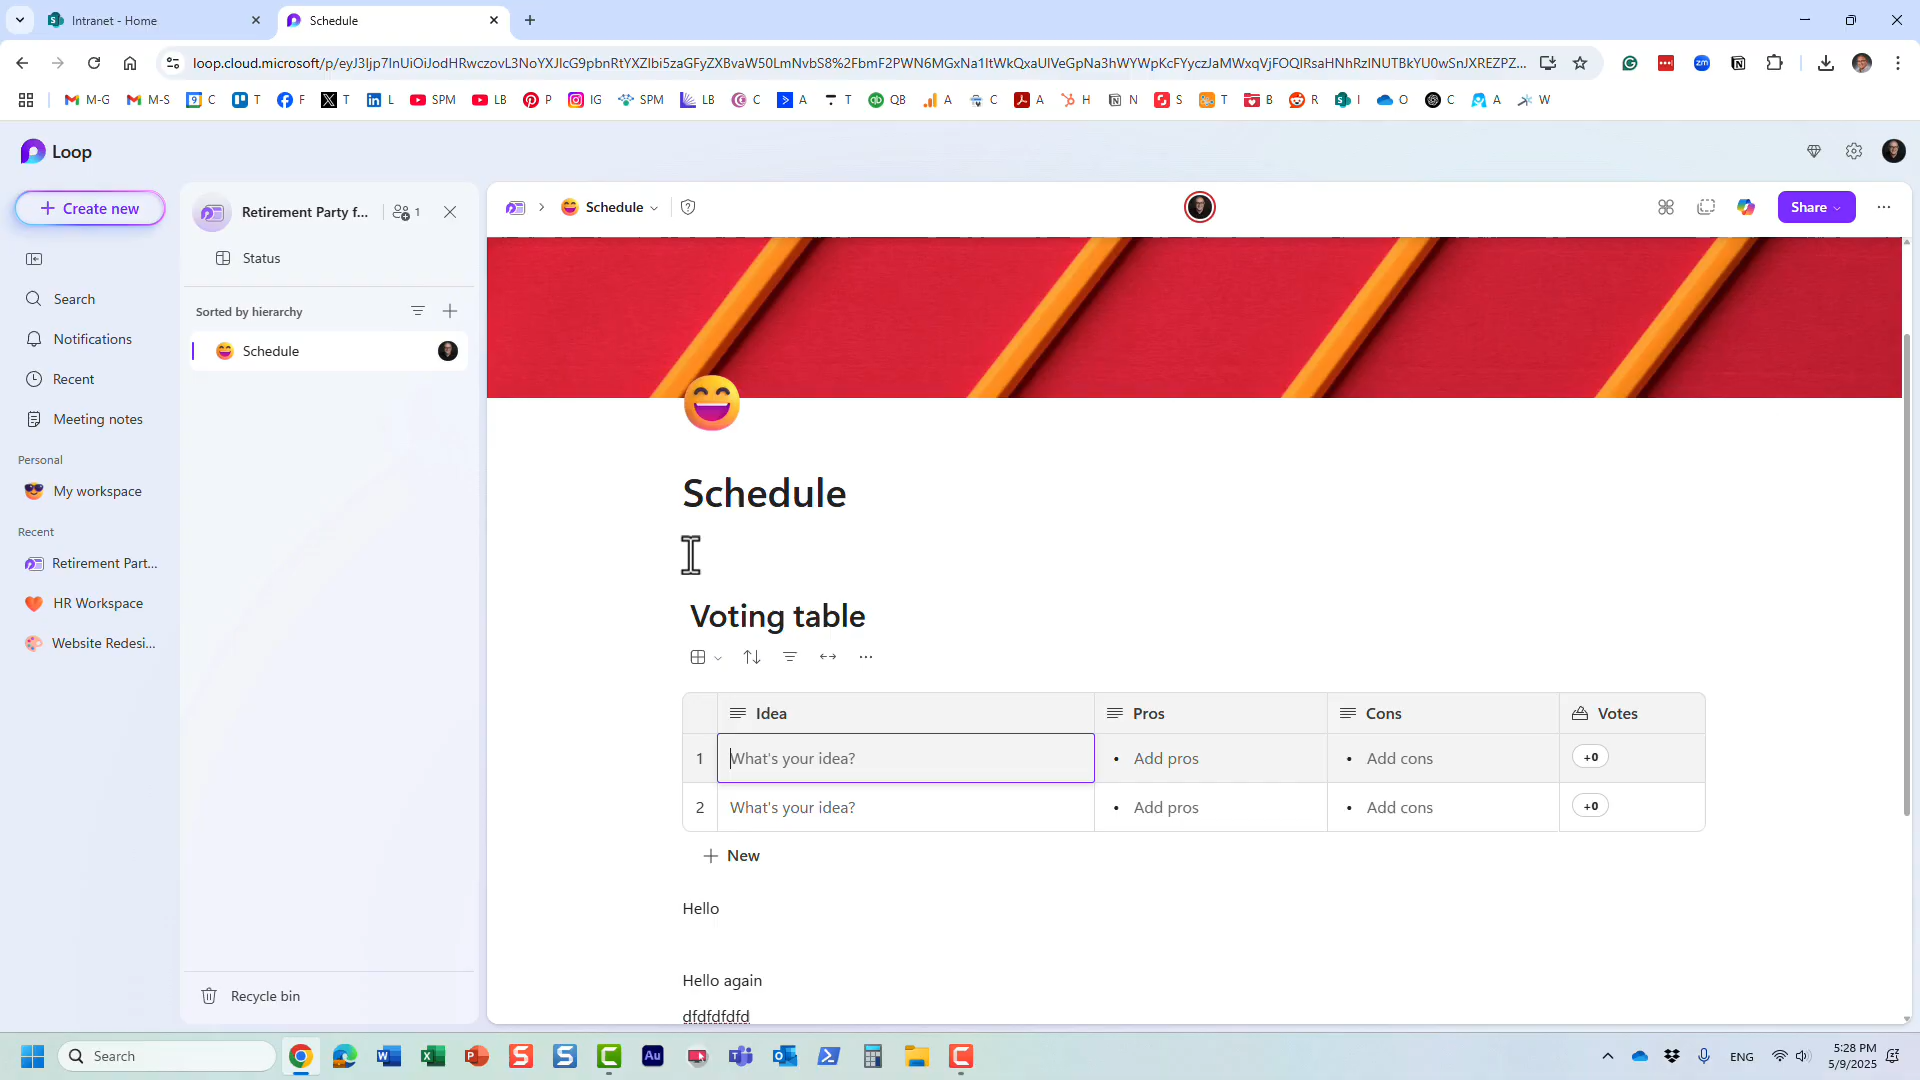 Intranet - Home
Schedule
loop.cloud.microsoft/p/
M-G
M-S
C
T
F
T
L
SPM
LB
P
IG
SPM
LB
C
A
T
QB
A
C
A
H
N
S
T
B
R
I
O
C
A
W
Loop
Create new
Search
Notifications
Recent
Meeting notes
Personal
My workspace
Recent
Retirement Part...
HR Workspace
Website Redesi...
Retirement Party f...
1
Status
Sorted by hierarchy
Schedule
Recycle bin
Schedule
Share
Schedule
Voting table
Idea Pros Cons Votes
1 What's your idea? • Add pros • Add cons +0
2 What's your idea? • Add pros • Add cons +0
New
Hello
Hello again
dfdfdfdfd
Search
Au
ENG
5:28 PM
5/9/2025